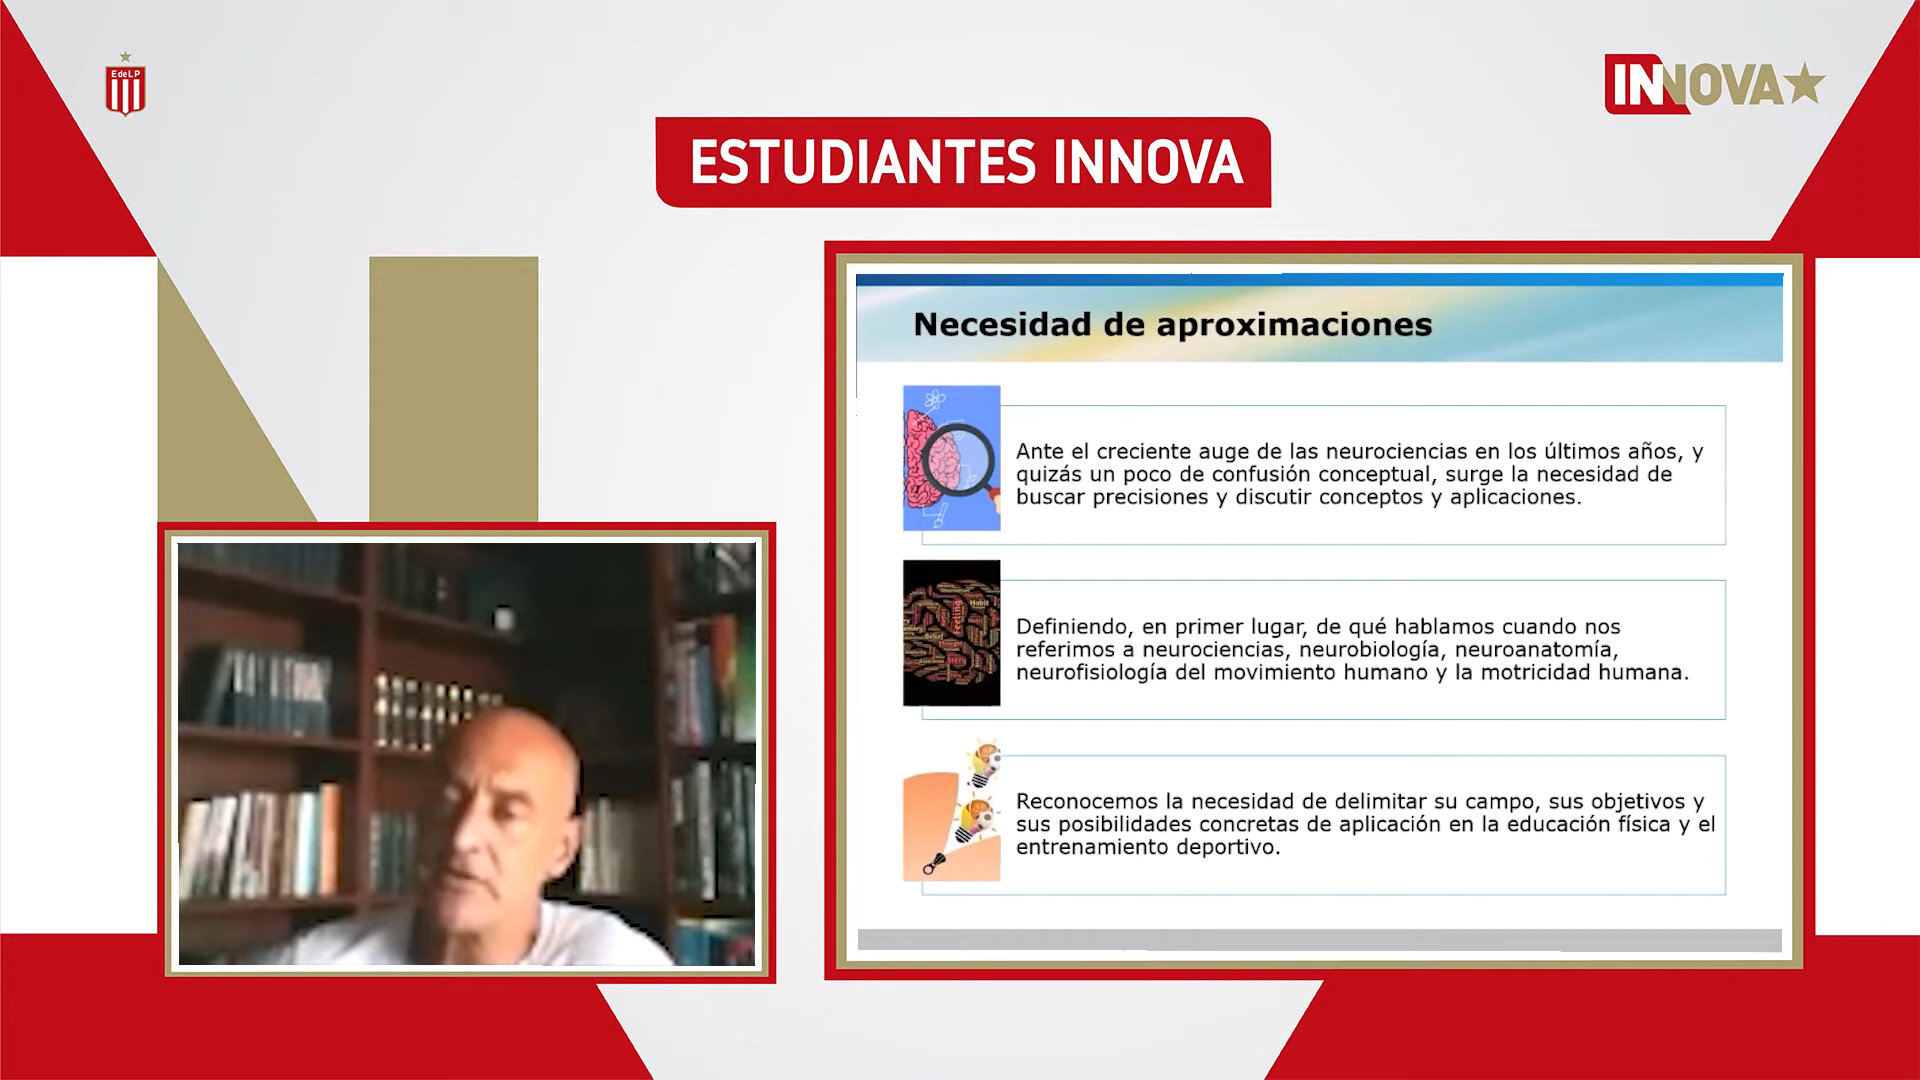 EdeLP
INNOVA
ESTUDIANTES INNOVA
Necesidad de aproximaciones
Ante el creciente auge de las neurociencias en los últimos años, y
quizás un poco de confusión conceptual, surge la necesidad de
buscar precisiones y discutir conceptos y aplicaciones.
Habit
Feeling
Belief
Definiendo, en primer lugar, de qué hablamos cuando nos
referimos a neurociencias, neurobiología, neuroanatomía,
neurofisiología del movimiento humano y la motricidad humana.
Reconocemos la necesidad de delimitar su campo, sus objetivos y
sus posibilidades concretas de aplicación en la educación física y el
entrenamiento deportivo.